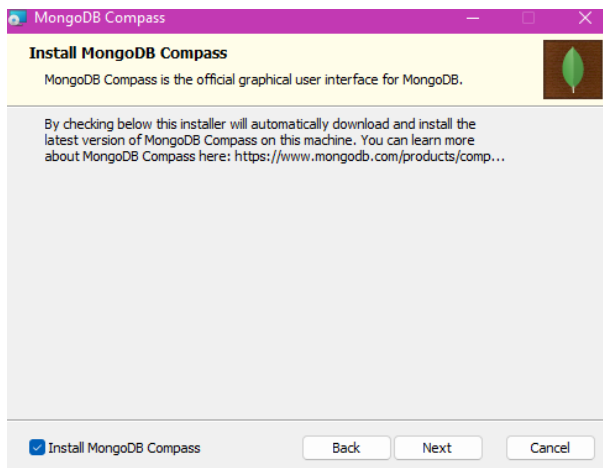 MongoDB Compass
Install MongoDB Compass
MongoDB Compass is the official graphical user interface for MongoDB.
By checking below this installer will automatically download and install the
latest version of MongoDB Compass on this machine. You can learn more
about MongoDB Compass here: https://www.mongodb.com/products/comp...
Install MongoDB Compass
Back
Next
Cancel